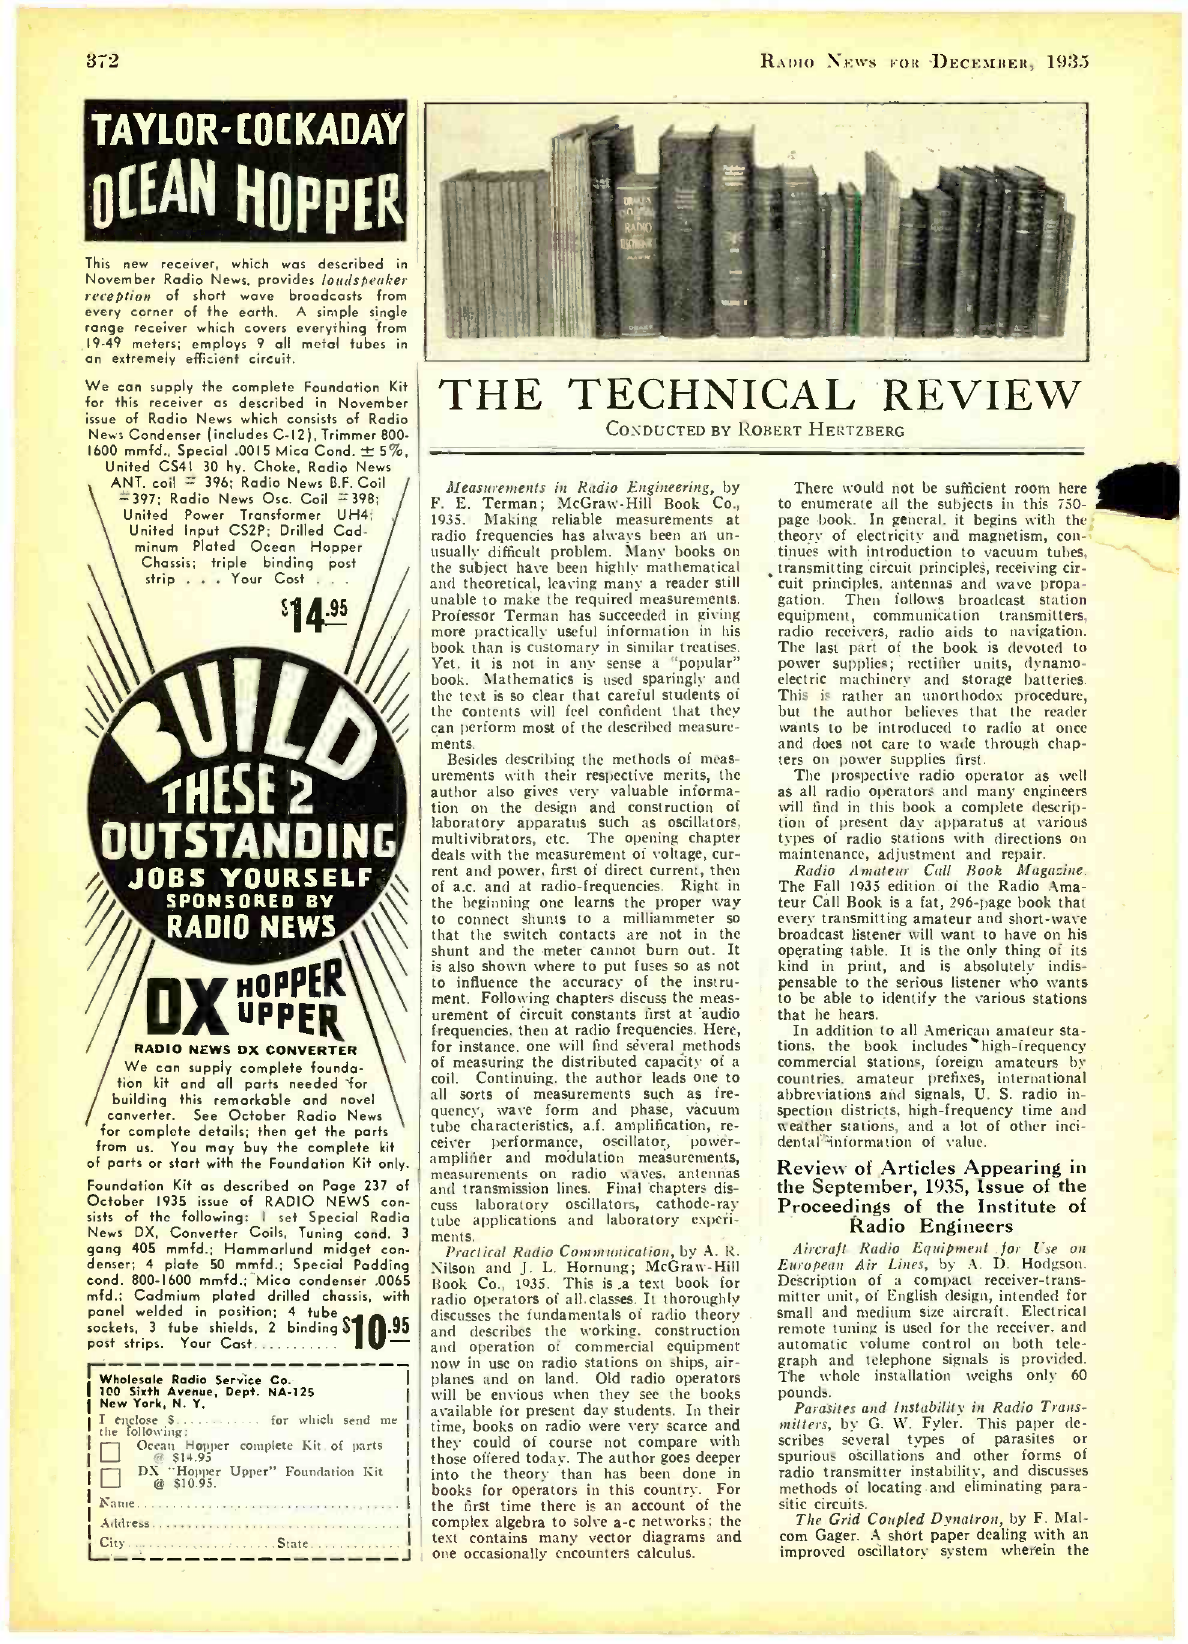 372
RADIO NEWS FOR DECEMBER, 1935
TAYLOR-COCKADAY
OCEAN HOPPER
This new receiver, which was described in
November Radio News, provides loudspeaker
reception of short wave broadcasts from
every corner of the earth. A simple single
range receiver which covers everything from
19-49 meters; employs 9 all metal tubes in
an extremely efficient circuit.
We can supply the complete Foundation Kit
for this receiver as described in November
issue of Radio News which consists of Radio
News Condenser (includes C-12), Trimmer 800-
1600 mmfd., Special .0015 Mica Cond. ± 5%,
United CS41 30 hy. Choke, Radio News
ANT. coil = 396; Radio News B.F. Coil
=397; Radio News Osc. Coil =398;
United Power Transformer UH4;
United Input CS2P; Drilled Cad-
minum Plated Ocean Hopper
Chassis; triple binding post
strip . . . Your Cost . . .
$14.95
BUILD
THESE 2
OUTSTANDING
JOBS YOURSELF
SPONSORED BY
RADIO NEWS
DX HOPPER
UPPER
RADIO NEWS DX CONVERTER
We can supply complete founda-
tion kit and all parts needed for
building this remarkable and novel
converter. See October Radio News
for complete details; then get the parts
from us. You may buy the complete kit
of parts or start with the Foundation Kit only.
Foundation Kit as described on Page 237 of
October 1935 issue of RADIO NEWS con-
sists of the following: 1 set Special Radio
News DX, Converter Coils, Tuning cond. 3
gang 405 mmfd.; Hammarlund midget con-
denser; 4 plate 50 mmfd.; Special Padding
cond. 800-1600 mmfd.; Mica condenser .0065
mfd.; Cadmium plated drilled chassis, with
panel welded in position; 4 tube
sockets, 3 tube shields, 2 binding
post strips. Your Cost...........
$10.95
Wholesale Radio Service Co.
100 Sixth Avenue, Dept. NA-125
New York, N. Y.
I enclose $............ for which send me
the following:
Ocean Hopper complete Kit of parts
@ $14.95
DX "Hopper Upper" Foundation Kit
@ $10.95.
Name......................................
Address...................................
City......................State..............
DRAKES
RADIO
DRAKE
THE TECHNICAL REVIEW
CONDUCTED BY ROBERT HERTZBERG
Measurements in Radio Engineering, by
F. E. Terman; McGraw-Hill Book Co.,
1935. Making reliable measurements at
radio frequencies has always been an un-
usually difficult problem. Many books on
the subject have been highly mathematical
and theoretical, leaving many a reader still
unable to make the required measurements.
Professor Terman has succeeded in giving
more practically useful information in his
book than is customary in similar treatises.
Yet, it is not in any sense a "popular"
book. Mathematics is used sparingly and
the text is so clear that careful students of
the contents will feel confident that they
can perform most of the described measure-
ments.
Besides describing the methods of meas-
urements with their respective merits, the
author also gives very valuable informa-
tion on the design and construction of
laboratory apparatus such as oscillators,
multivibrators, etc. The opening chapter
deals with the measurement of voltage, cur-
rent and power, first of direct current, then
of a.c. and at radio-frequencies. Right in
the beginning one learns the proper way
to connect shunts to a milliammeter so
that the switch contacts are not in the
shunt and the meter cannot burn out. It
is also shown where to put fuses so as not
to influence the accuracy of the instru-
ment. Following chapters discuss the meas-
urement of circuit constants first at audio
frequencies, then at radio frequencies. Here,
for instance, one will find several methods
of measuring the distributed capacity of a
coil. Continuing, the author leads one to
all sorts of measurements such as fre-
quency, wave form and phase, vacuum
tube characteristics, a.f. amplification, re-
ceiver performance, oscillator, power-
amplifier and modulation measurements,
measurements on radio waves, antennas
and transmission lines. Final chapters dis-
cuss laboratory oscillators, cathode-ray
tube applications and laboratory experi-
ments.
Practical Radio Communication, by A. R.
Nilson and J. L. Hornung; McGraw-Hill
Book Co., 1935. This is a text book for
radio operators of all classes. It thoroughly
discusses the fundamentals of radio theory
and describes the working, construction
and operation of commercial equipment
now in use on radio stations on ships, air-
planes and on land. Old radio operators
will be envious when they see the books
available for present day students. In their
time, books on radio were very scarce and
they could of course not compare with
those offered today. The author goes deeper
into the theory than has been done in
books for operators in this country. For
the first time there is an account of the
complex algebra to solve a-c networks; the
text contains many vector diagrams and
one occasionally encounters calculus.
There would not be sufficient room here
to enumerate all the subjects in this 750-
page book. In general, it begins with the
theory of electricity and magnetism, con-
tinues with introduction to vacuum tubes,
transmitting circuit principles, receiving cir-
cuit principles, antennas and wave propa-
gation. Then follows broadcast station
equipment, communication transmitters,
radio receivers, radio aids to navigation.
The last part of the book is devoted to
power supplies; rectifier units, dynamo-
electric machinery and storage batteries.
This is rather an unorthodox procedure,
but the author believes that the reader
wants to be introduced to radio at once
and does not care to wade through chap-
ters on power supplies first.
The prospective radio operator as well
as all radio operators and many engineers
will find in this book a complete descrip-
tion of present day apparatus at various
types of radio stations with directions on
maintenance, adjustment and repair.
Radio Amateur Call Book Magazine.
The Fall 1935 edition of the Radio Ama-
teur Call Book is a fat, 296-page book that
every transmitting amateur and short-wave
broadcast listener will want to have on his
operating table. It is the only thing of its
kind in print, and is absolutely indis-
pensable to the serious listener who wants
to be able to identify the various stations
that he hears.
In addition to all American amateur sta-
tions, the book includes high-frequency
commercial stations, foreign amateurs by
countries, amateur prefixes, international
abbreviations and signals, U. S. radio in-
spection districts, high-frequency time and
weather stations, and a lot of other inci-
dental information of value.
Review of Articles Appearing in
the September, 1935, Issue of the
Proceedings of the Institute of
Radio Engineers
Aircraft Radio Equipment for Use on
European Air Lines, by A. D. Hodgson.
Description of a compact receiver-trans-
mitter unit, of English design, intended for
small and medium size aircraft. Electrical
remote tuning is used for the receiver, and
automatic volume control on both tele-
graph and telephone signals is provided.
The whole installation weighs only 60
pounds.
Parasites and Instability in Radio Trans-
mitters, by G. W. Fyler. This paper de-
scribes several types of parasites or
spurious oscillations and other forms of
radio transmitter instability, and discusses
methods of locating and eliminating para-
sitic circuits.
The Grid Coupled Dynatron, by F. Mal-
com Gager. A short paper dealing with an
improved oscillatory system wherein the